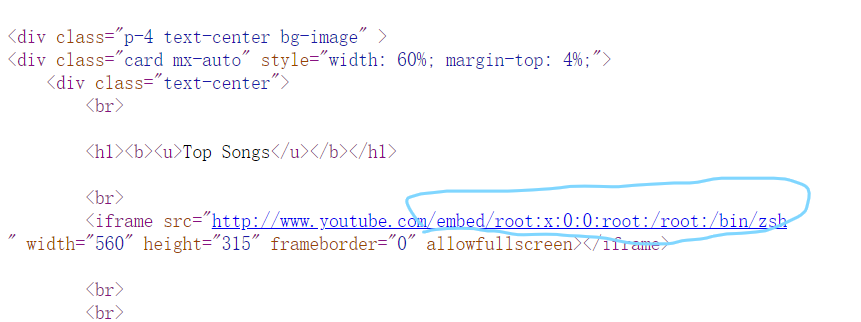 <div class="p-4 text-center bg-image" >
<div class="card mx-auto" style="width: 60%; margin-top: 4%;">
<div class="text-center">
<br>
<h1><b><u>Top Songs</u></b></h1>
<br>
<iframe src="http://www.youtube.com/embed/root:x:0:0:root:/root:/bin/zsh
" width="560" height="315" frameborder="0" allowfullscreen></iframe>
<br>
<br>